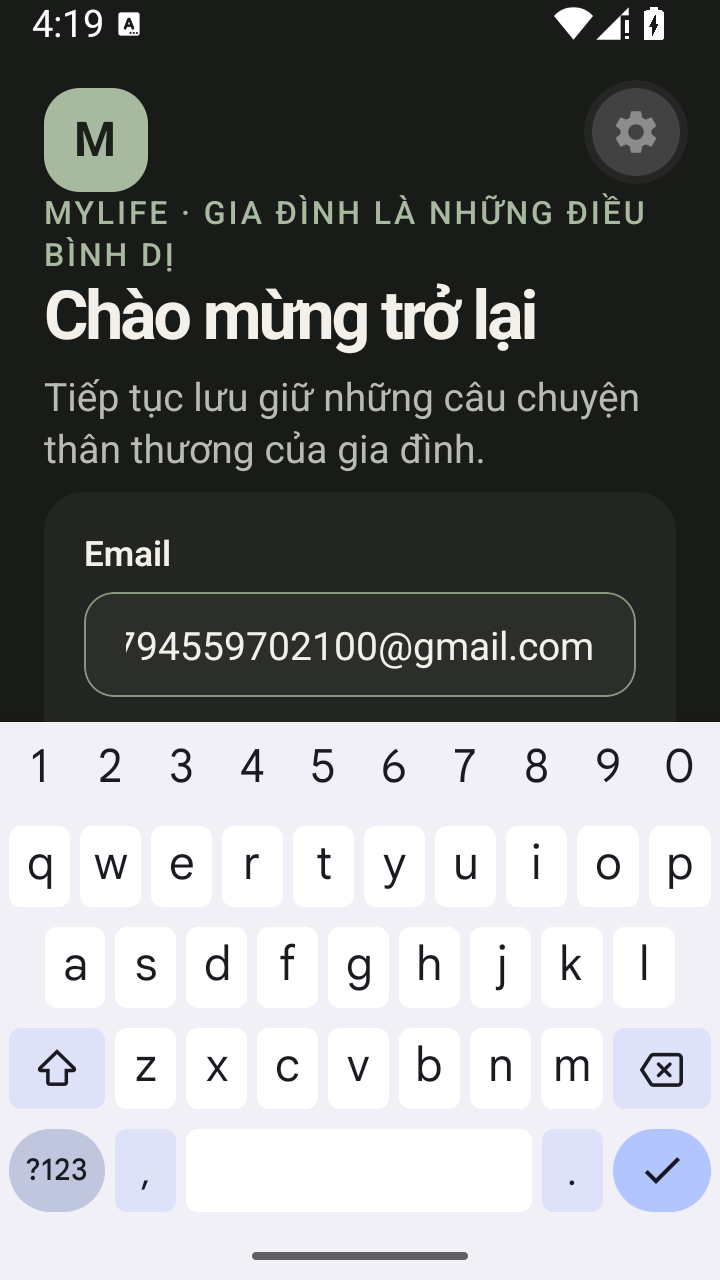 4:19 A
M
MYLIFE · GIA ĐÌNH LÀ NHỮNG ĐIỀU
BÌNH DỊ
Chào mừng trở lại
Tiếp tục lưu giữ những câu chuyện
thân thương của gia đình.
Email
794559702100@gmail.com
1 2 3 4 5 6 7 8 9 0
q w e r t y u i o p
a s d f g h j k l
z x c v b n m
?123 , .